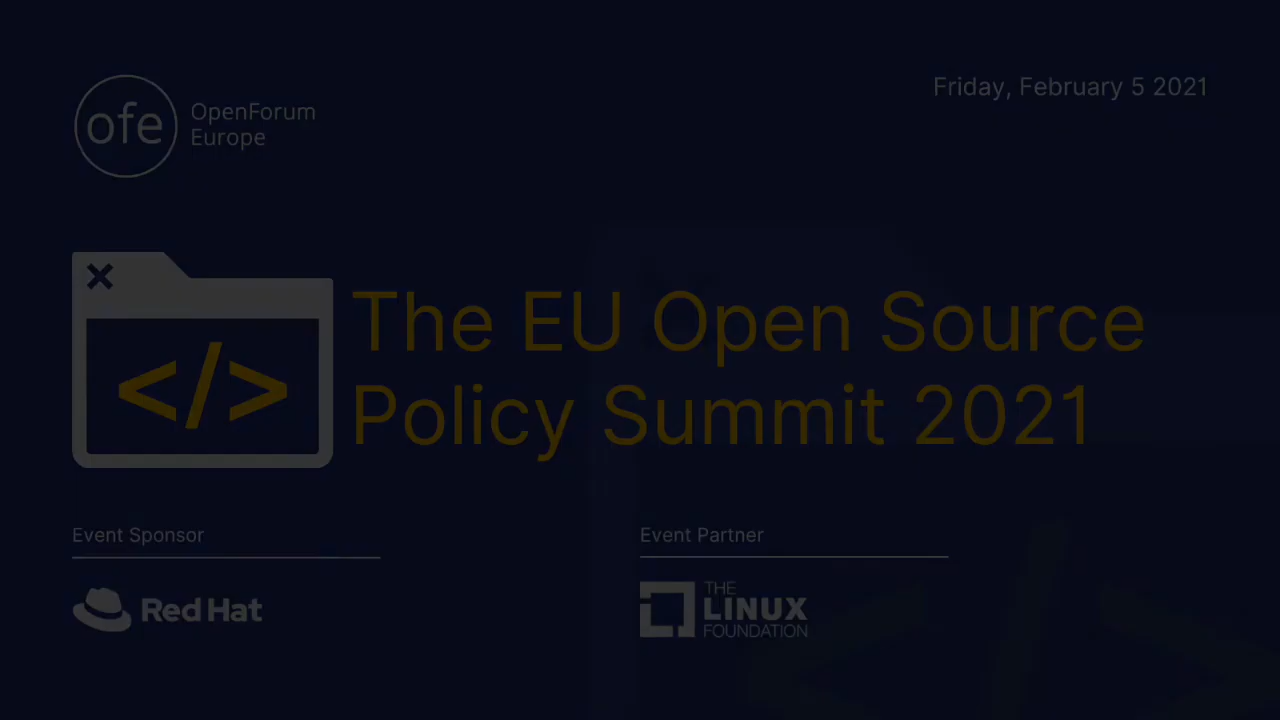 ofe
OpenForum
Europe
Friday, February 5 2021
</>
The EU Open Source
Policy Summit 2021
Event Sponsor
Red Hat
Event Partner
THE
LINUX
FOUNDATION